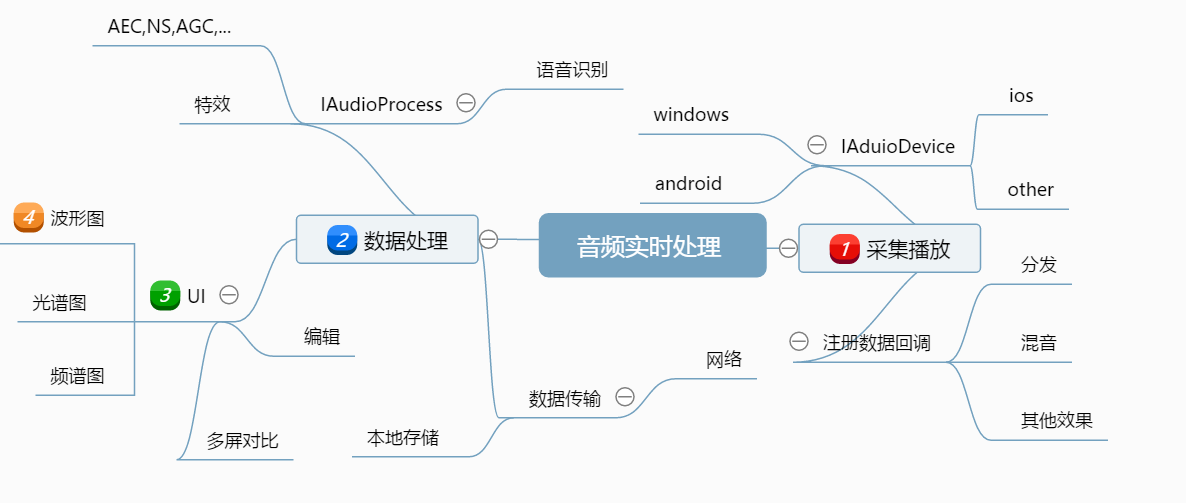 AEC,NS,AGC,...
语音识别
特效
IAudioProcess
windows
ios
IAduioDevice
android
other
4 波形图
2 数据处理
音频实时处理
1 采集播放
分发
光谱图
3 UI
编辑
注册数据回调
混音
频谱图
网络
数据传输
多屏对比
本地存储
其他效果